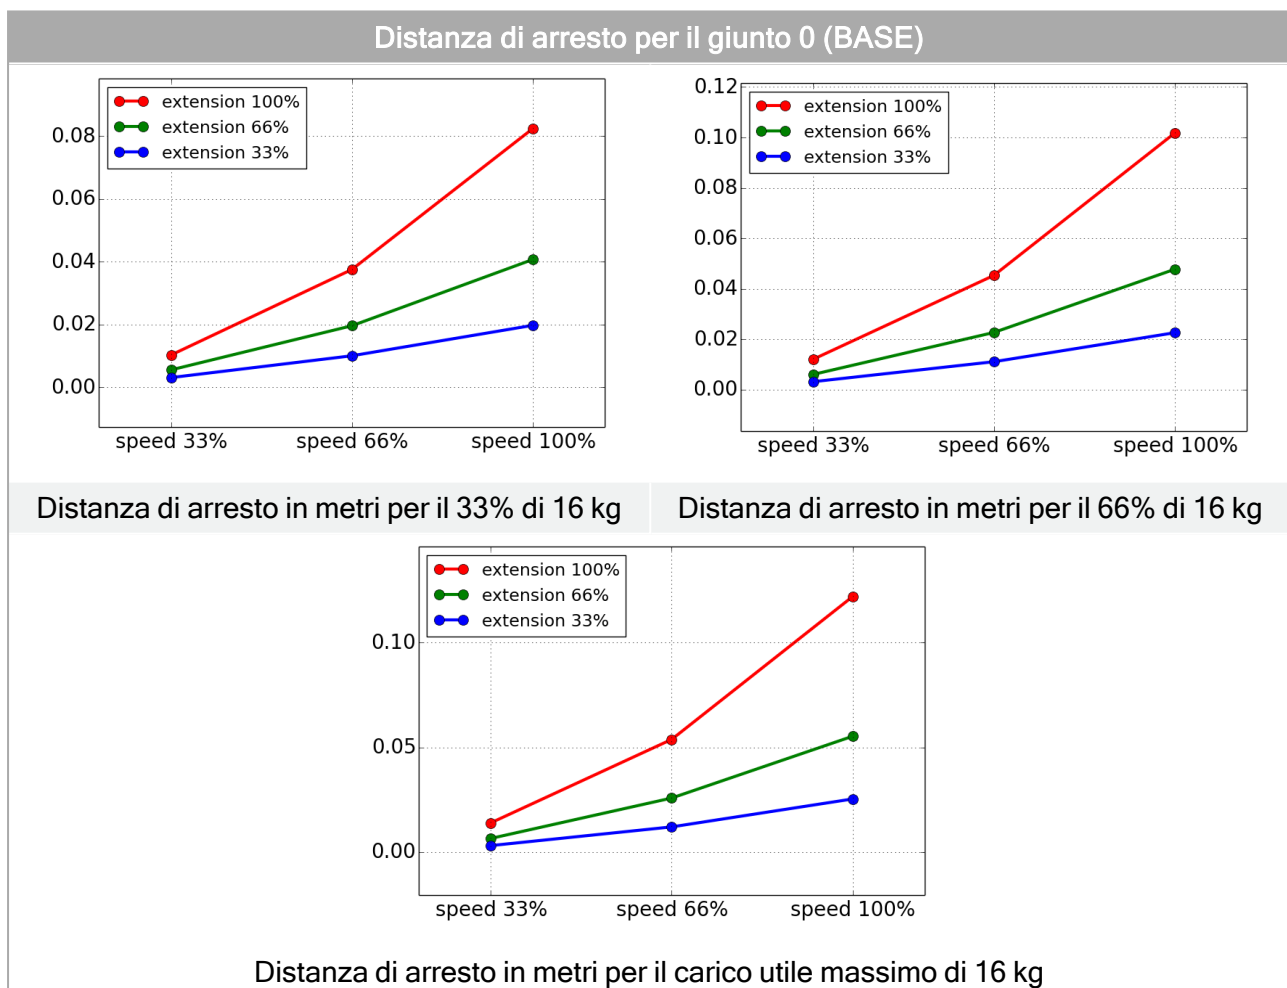 Distanza di arresto per il giunto 0 (BASE)
extension 100%
extension 66%
extension 33%
0.08
0.06
0.04
0.02
0.00
speed 33% speed 66% speed 100%
extension 100%
extension 66%
extension 33%
0.12
0.10
0.08
0.06
0.04
0.02
0.00
speed 33% speed 66% speed 100%
Distanza di arresto in metri per il 33% di 16 kg
Distanza di arresto in metri per il 66% di 16 kg
extension 100%
extension 66%
extension 33%
0.10
0.05
0.00
speed 33% speed 66% speed 100%
Distanza di arresto in metri per il carico utile massimo di 16 kg